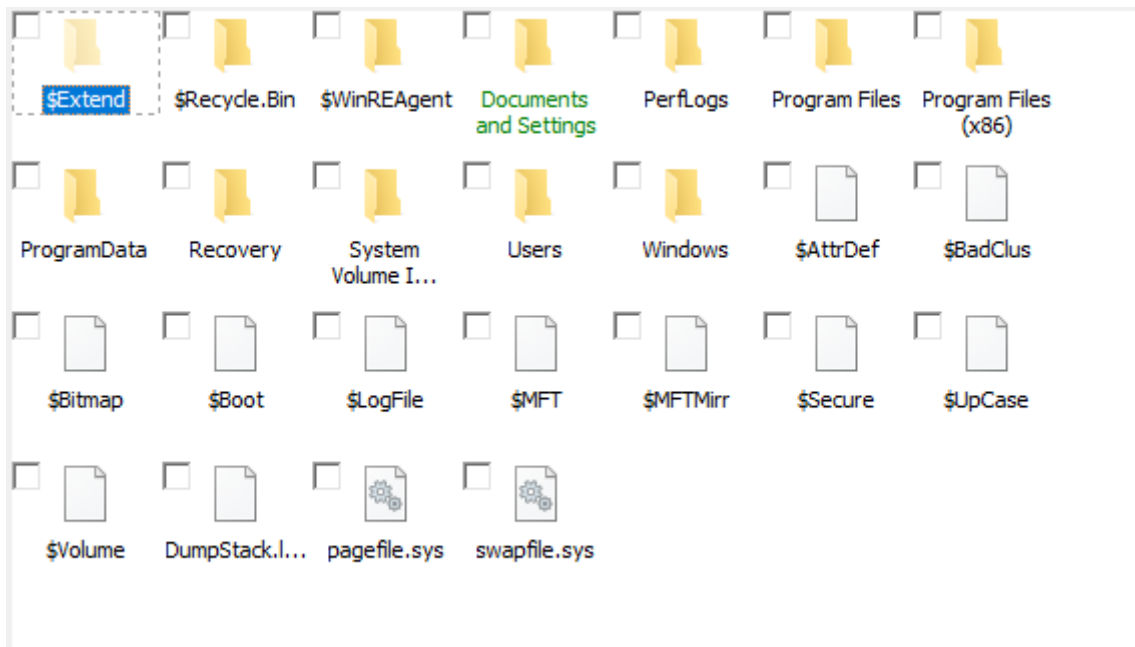 $Extend
$Recycle.Bin
$WinREAgent
Documents
and Settings
PerfLogs
Program Files
Program Files
(x86)
ProgramData
Recovery
System
Volume I...
Users
Windows
$AttrDef
$BadClus
$Bitmap
$Boot
$LogFile
$MFT
$MFTMirr
$Secure
$UpCase
$Volume
DumpStack.l...
pagefile.sys
swapfile.sys